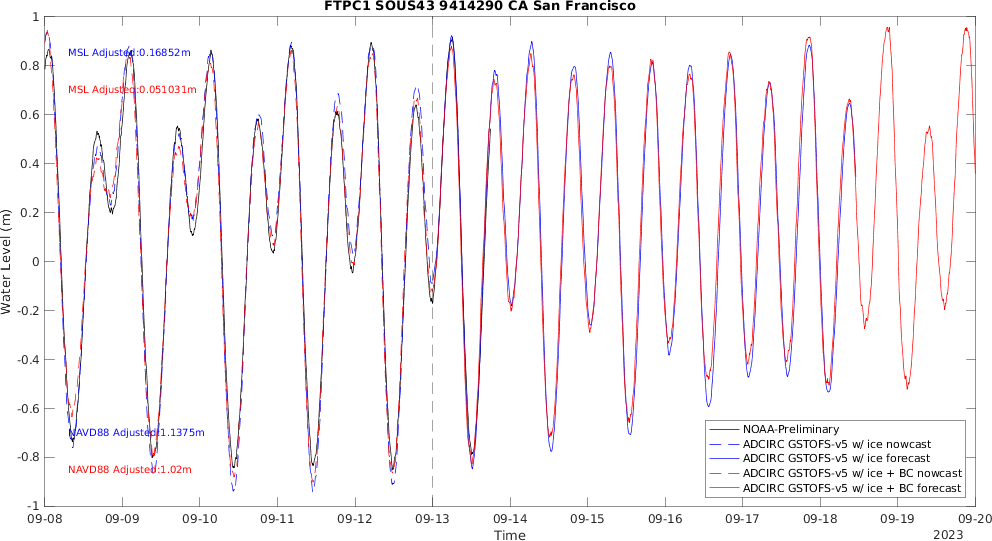 FTPC1 SOUS43 9414290 CA San Francisco
1
0.8
0.6
0.4
0.2
0
-0.2
-0.4
-0.6
-0.8
-1
Water Level (m)
MSL Adjusted:0.16852m
MSL Adjusted:0.051031m
NAVD88 Adjusted:1.1375m
NAVD88 Adjusted:1.02m
NOAA-Preliminary
ADCIRC GSTOFS-v5 w/ ice nowcast
ADCIRC GSTOFS-v5 w/ ice forecast
ADCIRC GSTOFS-v5 w/ ice + BC nowcast
ADCIRC GSTOFS-v5 w/ ice + BC forecast
09-08 09-09 09-10 09-11 09-12 09-13 09-14 09-15 09-16 09-17 09-18 09-19 09-20
Time
2023